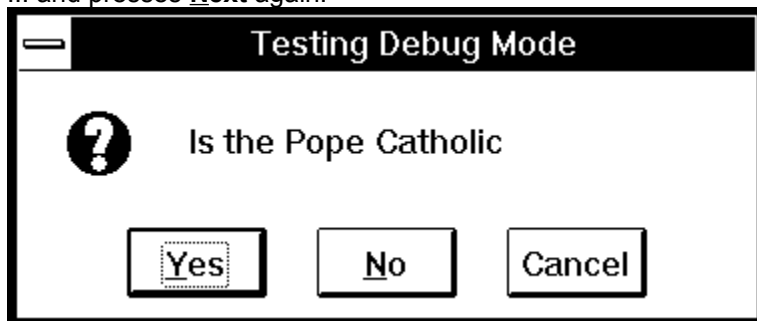 ... and presses Next again.
Testing Debug Mode
Is the Pope Catholic
Yes No Cancel